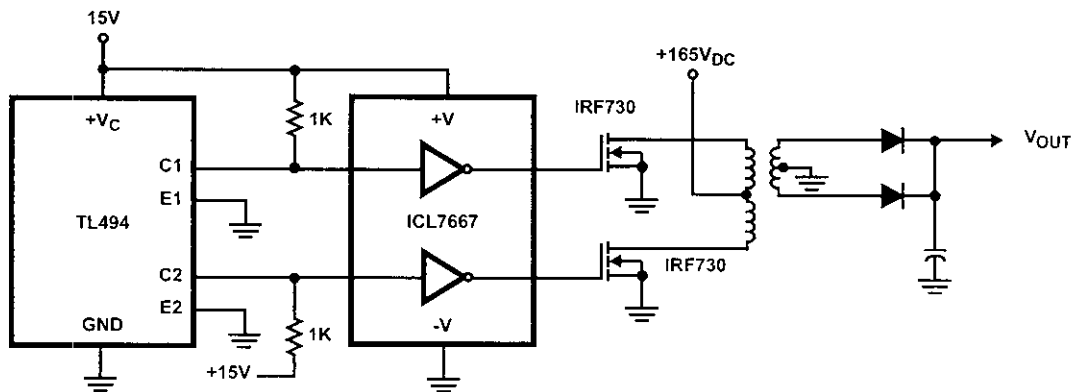 15V
+165VDC
+VC
1K
+V
IRF730
VOUT
C1
E1
TL494
ICL7667
C2
IRF730
E2
GND
1K
-V
+15V